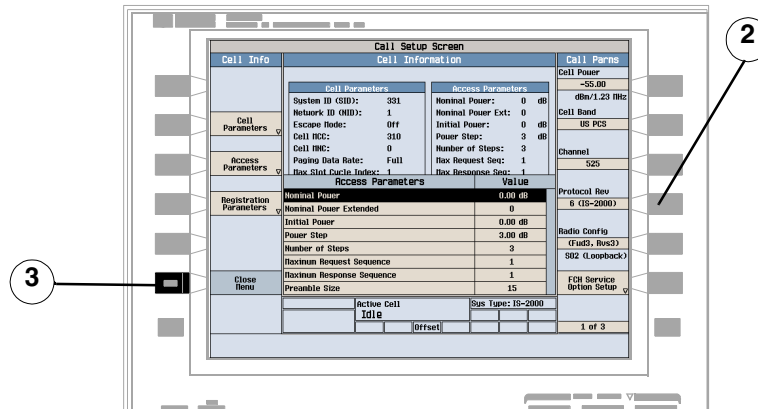 Call Setup Screen
Cell Info
Cell Information
Call Parms
Cell Parameters
System ID (SID): 331
Network ID (NID): 1
Escape Mode: Off
Cell MCC: 310
Cell MNC: 0
Paging Data Rate: Full
Max Slot Cycle Index: 1
Access Parameters
Nominal Power: 0 dB
Nominal Power Ext: 0
Initial Power: 0 dB
Power Step: 3 dB
Number of Steps: 3
Max Request Seq: 1
Max Response Seq: 1
Cell
Parameters
Access
Parameters
Registration
Parameters
Close
Menu
Access Parameters Value
Nominal Power 0.00 dB
Nominal Power Extended 0
Initial Power 0.00 dB
Power Step 3.00 dB
Number of Steps 3
Maximum Request Sequence 1
Maximum Response Sequence 1
Preamble Size 15
Active Cell
Sys Type: IS-2000
Idle
Offset
Cell Power
-55.00
dBm/1.23 MHz
Cell Band
US PCS
Channel
525
Protocol Rev
6 (IS-2000)
Radio Config
(Fwd3, Rvs3)
SO2 (Loopback)
FCH Service
Option Setup
1 of 3
2
3